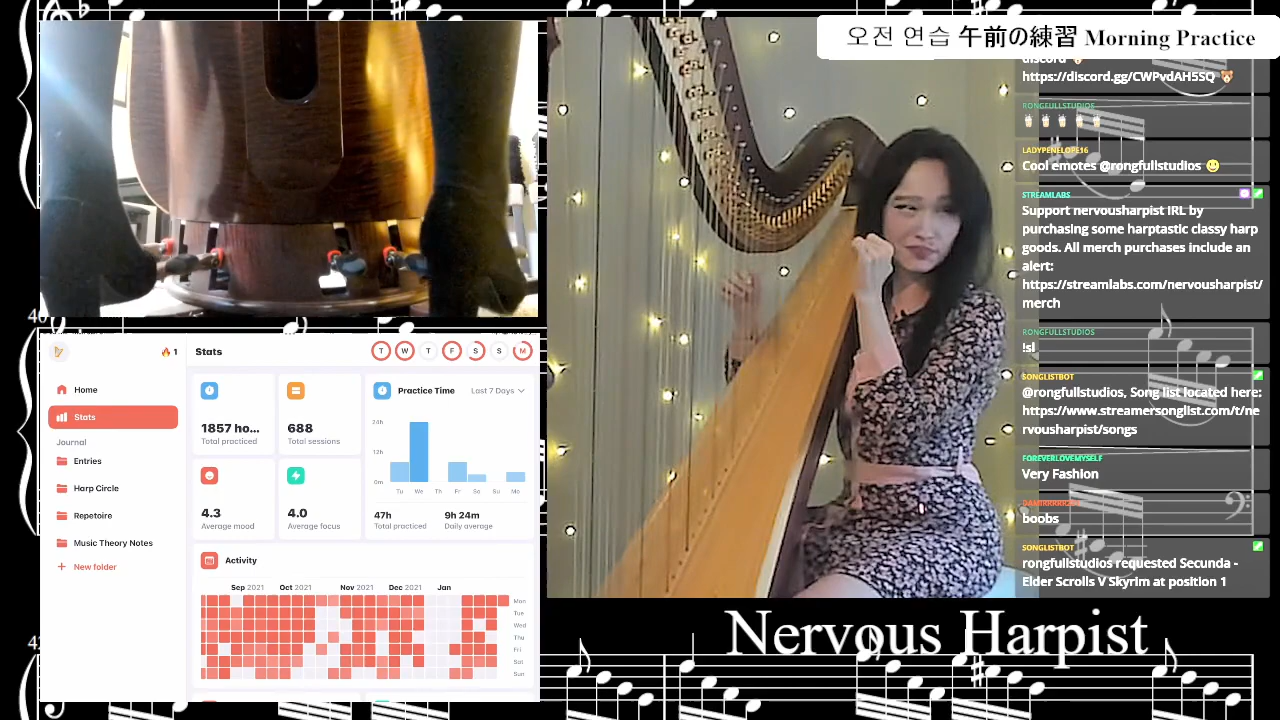 오전 연습 午前の練習 Morning Practice
discord
https://discord.gg/CWPvdAH5SQ
RONGFULLSTUDIOS
LADYPENELOPE16
Cool emotes @rongfullstudios
STREAMLABS
Support nervousharpist IRL by
purchasing some harptastic classy harp
goods. All merch purchases include an
alert:
https://streamlabs.com/nervousharpist/
merch
RONGFULLSTUDIOS
!sl
SONGLISTBOT
@rongfullstudios, Song list located here:
https://www.streamersonglist.com/t/ne
rvousharpist/songs
FOREVERLOVEMYSELF
Very Fashion
boobs
SONGLISTBOT
rongfullstudios requested Secunda -
Elder Scrolls V Skyrim at position 1
Nervous Harpist
40
42
1
Stats
T W T F S S M
Home
Stats
Journal
Entries
Harp Circle
Repetoire
Music Theory Notes
+ New folder
1857 ho...
Total practiced
688
Total sessions
4.3
Average mood
4.0
Average focus
Practice Time
Last 7 Days
24h
12h
0m
Tu We Th Fr Sa Su Mo
47h
Total practiced
9h 24m
Daily average
Activity
Sep 2021 Oct 2021 Nov 2021 Dec 2021 Jan
Mon
Tue
Wed
Thu
Fri
Sat
Sun